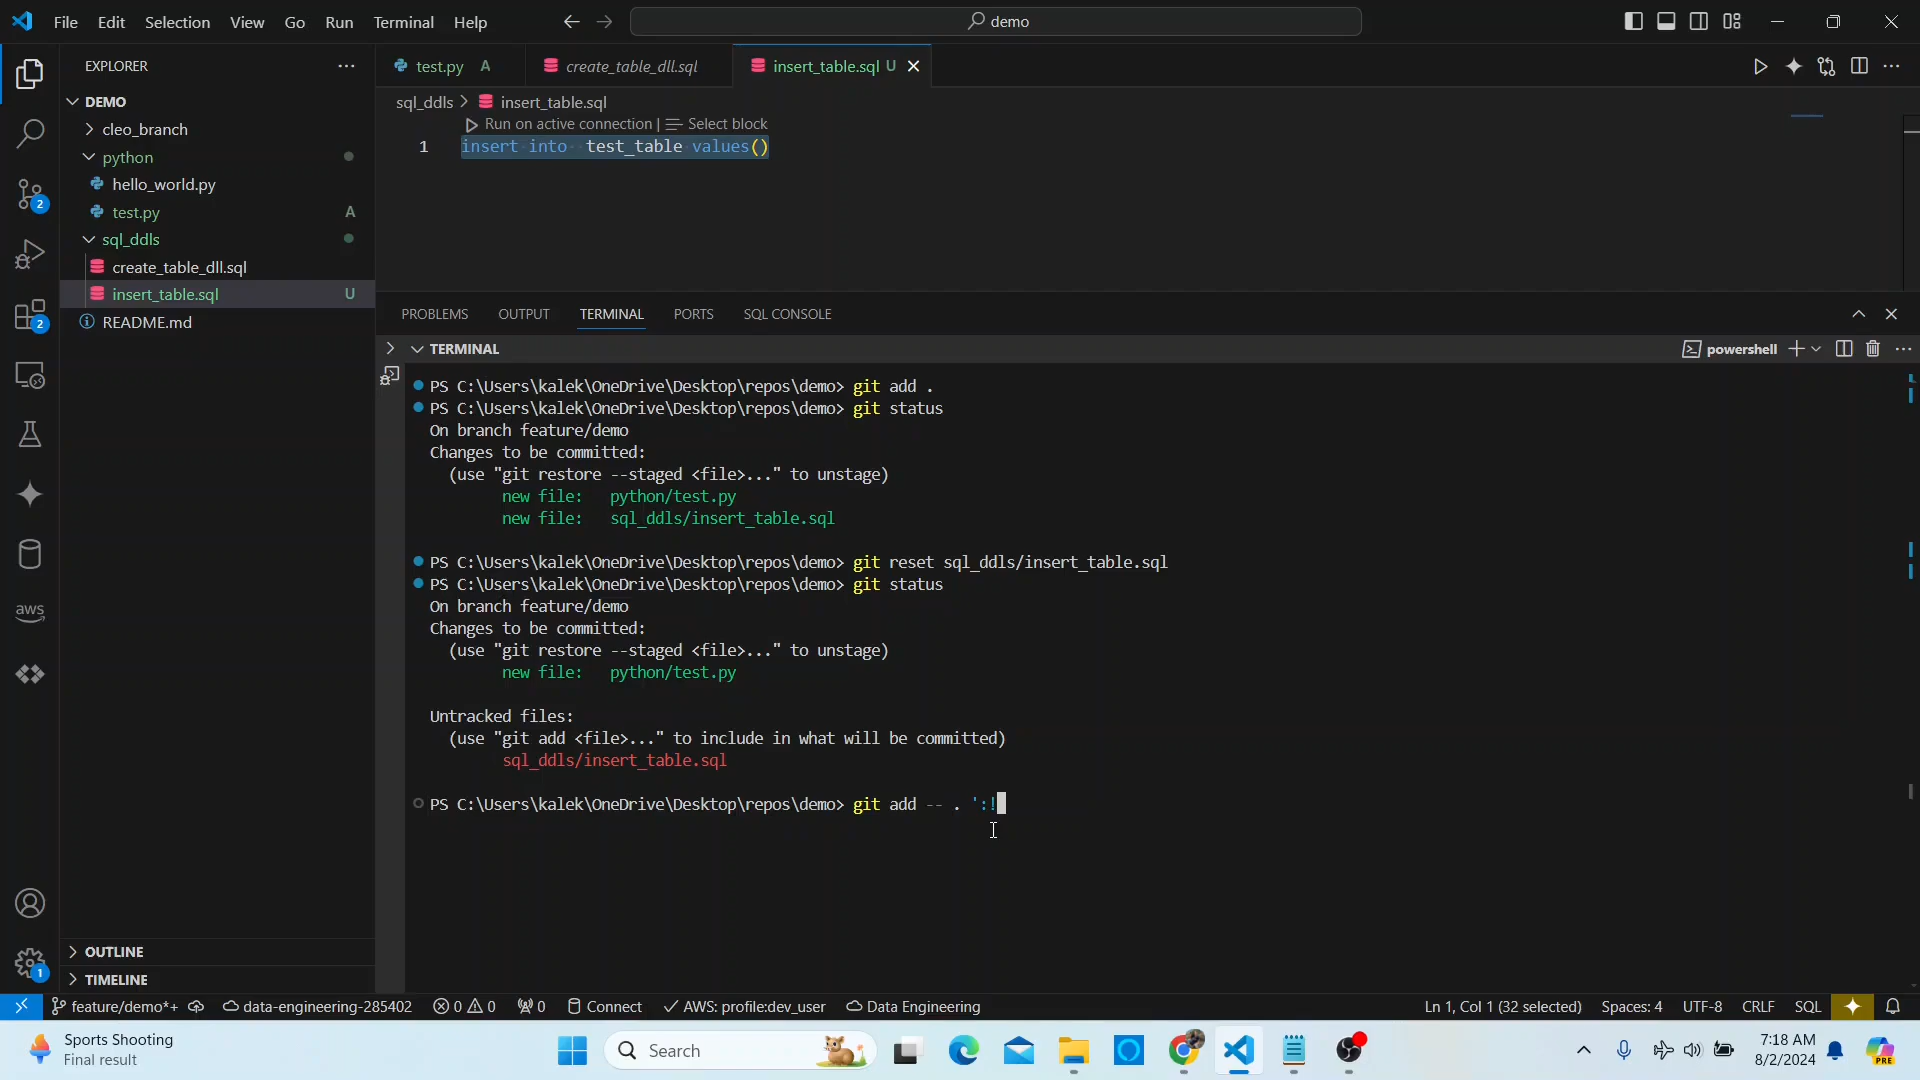 File Edit Selection View Go Run Terminal Help
demo
EXPLORER
DEMO
cleo_branch
python
hello_world.py
test.py A
sql_ddls
create_table_dll.sql
insert_table.sql U
README.md
OUTLINE
TIMELINE
2
2
aws
1
test.py A
create_table_dll.sql
insert_table.sql U
sql_ddls > insert_table.sql
Run on active connection | Select block
1 insert into test_table values()
PROBLEMS OUTPUT TERMINAL PORTS SQL CONSOLE
TERMINAL
powershell
PS C:\Users\kalek\OneDrive\Desktop\repos\demo> git add .
PS C:\Users\kalek\OneDrive\Desktop\repos\demo> git status
On branch feature/demo
Changes to be committed:
(use "git restore --staged <file>..." to unstage)
new file: python/test.py
new file: sql_ddls/insert_table.sql
PS C:\Users\kalek\OneDrive\Desktop\repos\demo> git reset sql_ddls/insert_table.sql
PS C:\Users\kalek\OneDrive\Desktop\repos\demo> git status
On branch feature/demo
Changes to be committed:
(use "git restore --staged <file>..." to unstage)
new file: python/test.py
Untracked files:
(use "git add <file>..." to include in what will be committed)
sql_ddls/insert_table.sql
PS C:\Users\kalek\OneDrive\Desktop\repos\demo> git add -- . ':!
feature/demo*+ data-engineering-285402 0 0 0 Connect AWS: profile:dev_user Data Engineering
Ln 1, Col 1 (32 selected) Spaces: 4 UTF-8 CRLF SQL
Sports Shooting
Final result
Search
7:18 AM
8/2/2024
PRE